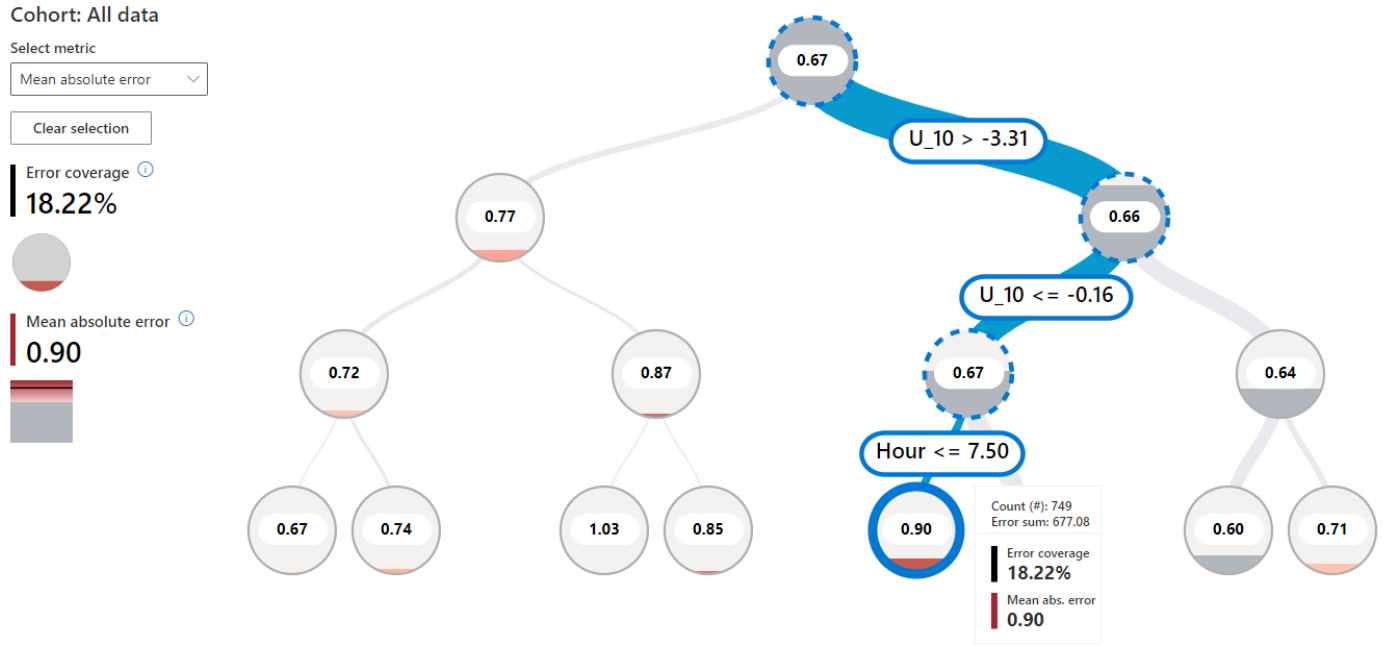 Cohort: All data
Select metric
Mean absolute error
Clear selection
Error coverage
18.22%
Mean absolute error
0.90
0.67
U_10 > -3.31
0.77
0.66
U_10 <= -0.16
0.72
0.87
0.67
0.64
Hour <= 7.50
0.67
0.74
1.03
0.85
0.90
0.60
0.71
Count (#): 749
Error sum: 677.08
Error coverage
18.22%
Mean abs. error
0.90